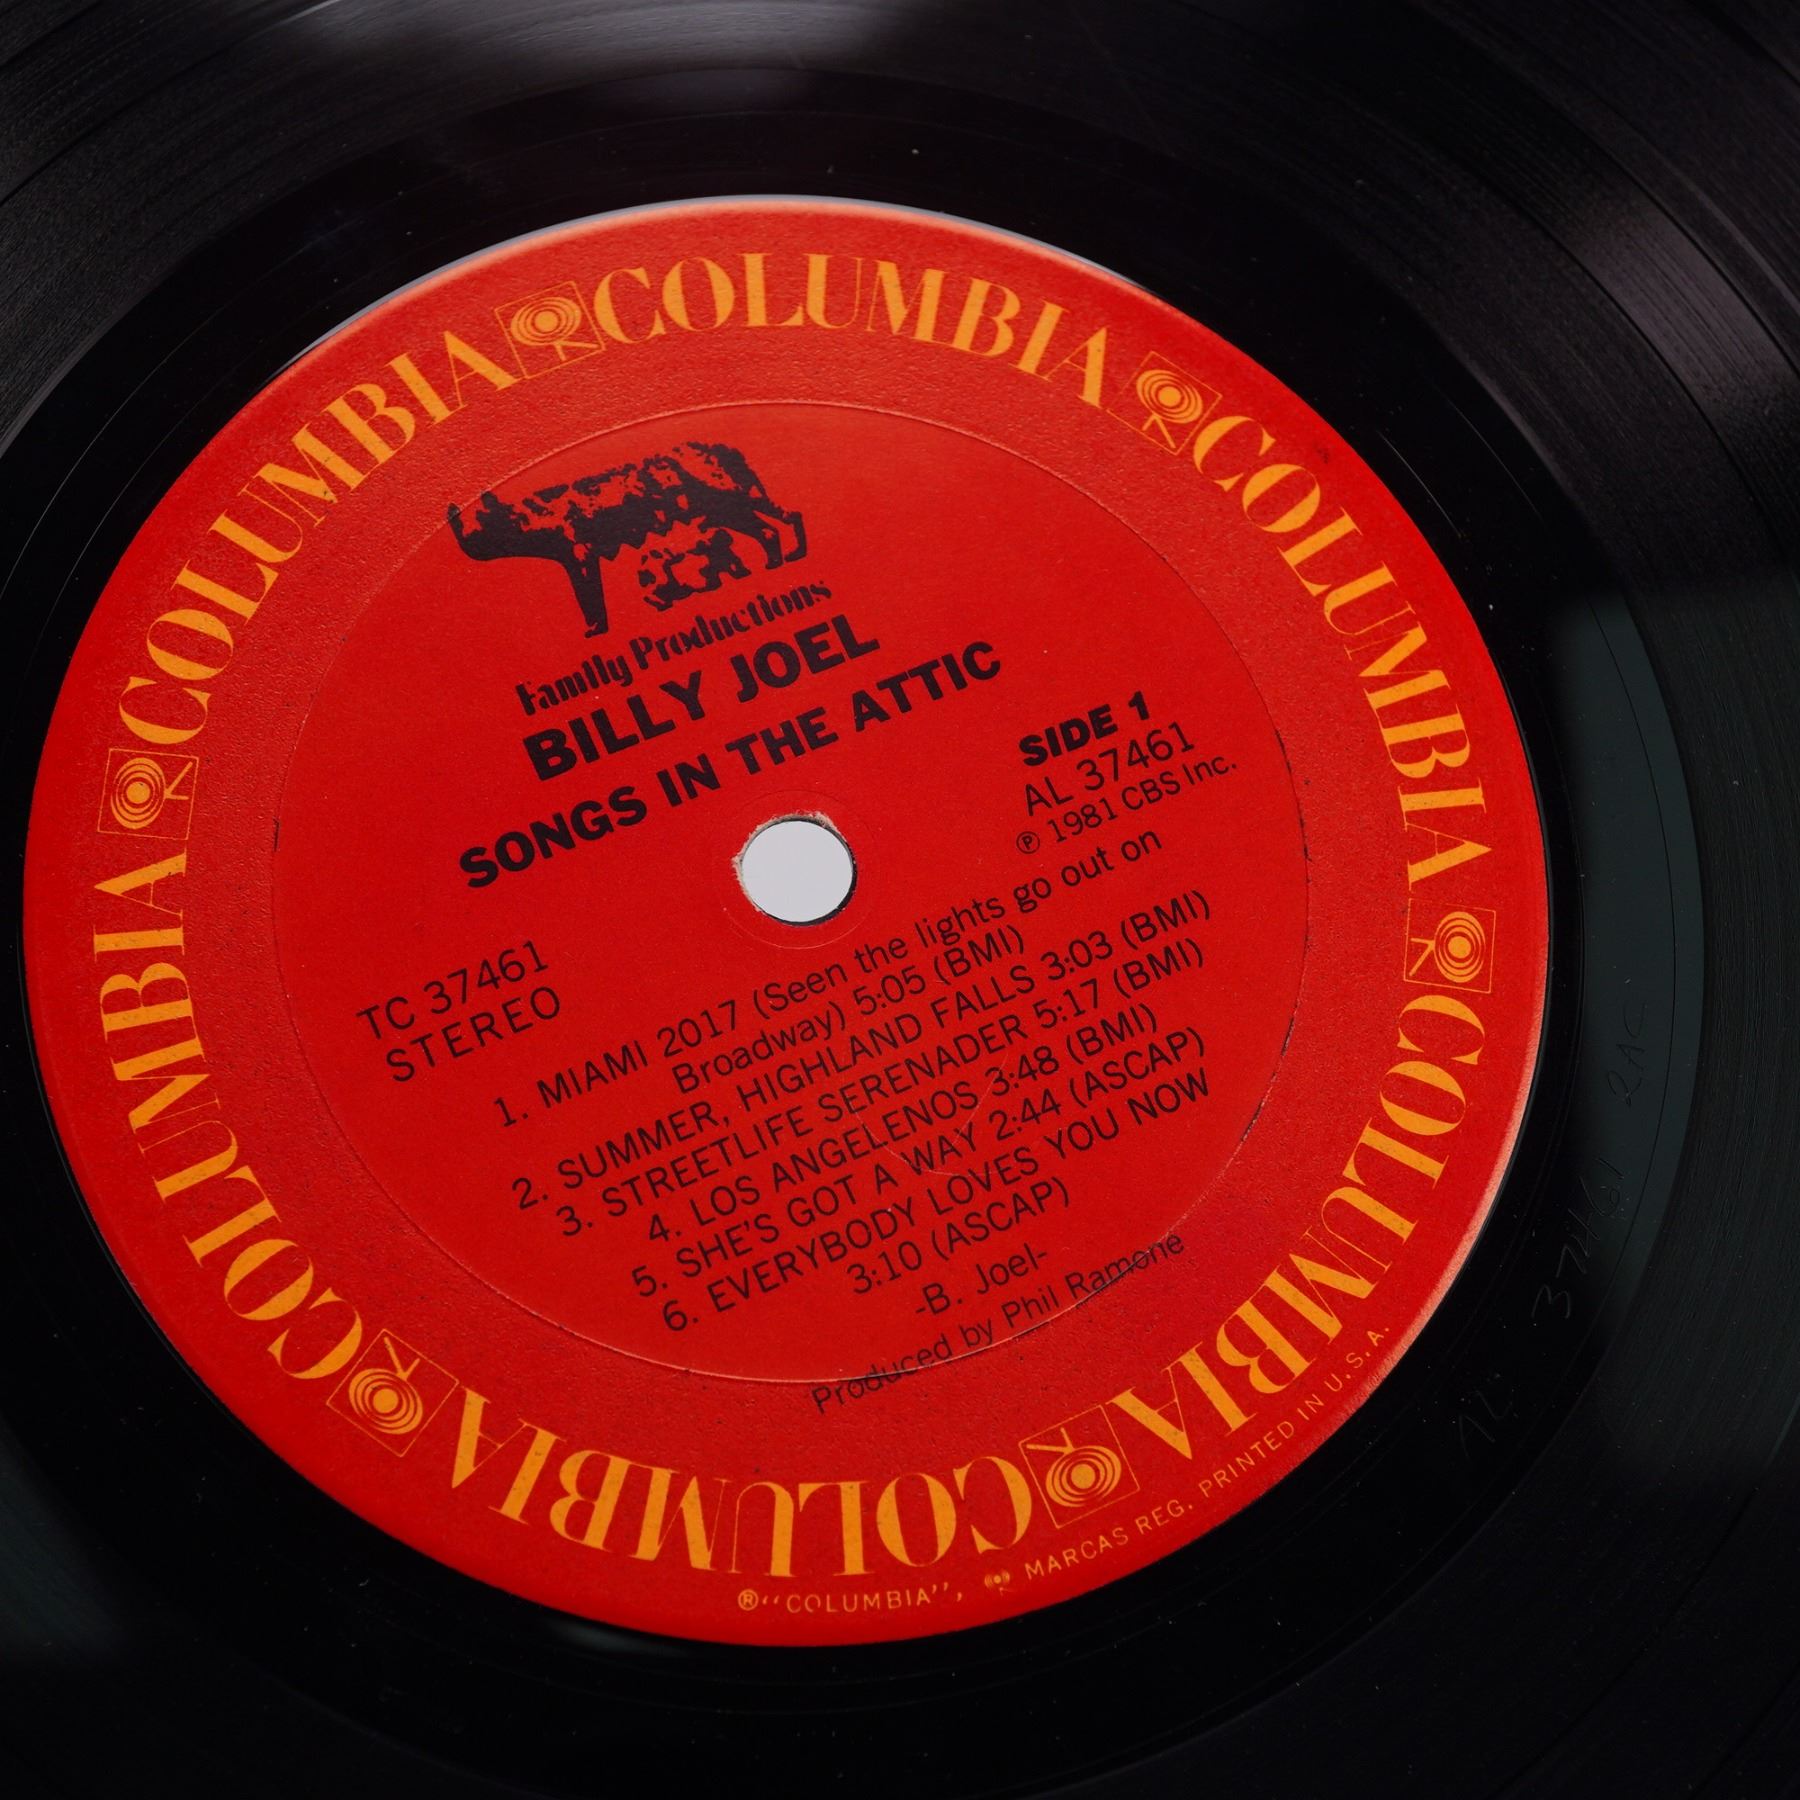 COLUMBIA COLUMBIA COLUMBIA COLUMBIA COLUMBIA COLUMBIA COLUMBIA
Family Productions
BILLY JOEL
SONGS IN THE ATTIC
SIDE 1
AL 37461
℗ 1981 CBS Inc.
TC 37461
STEREO
1. MIAMI 2017 (Seen the lights go out on
Broadway) 5:05 (BMI)
2. SUMMER, HIGHLAND FALLS 3:03 (BMI)
3. STREETLIFE SERENADER 5:17 (BMI)
4. LOS ANGELENOS 3:48 (BMI)
5. SHE'S GOT A WAY 2:44 (ASCAP)
6. EVERYBODY LOVES YOU NOW
3:10 (ASCAP)
-B. Joel-
Produced by Phil Ramone
®"COLUMBIA", MARCAS REG. PRINTED IN U.S.A.
37461